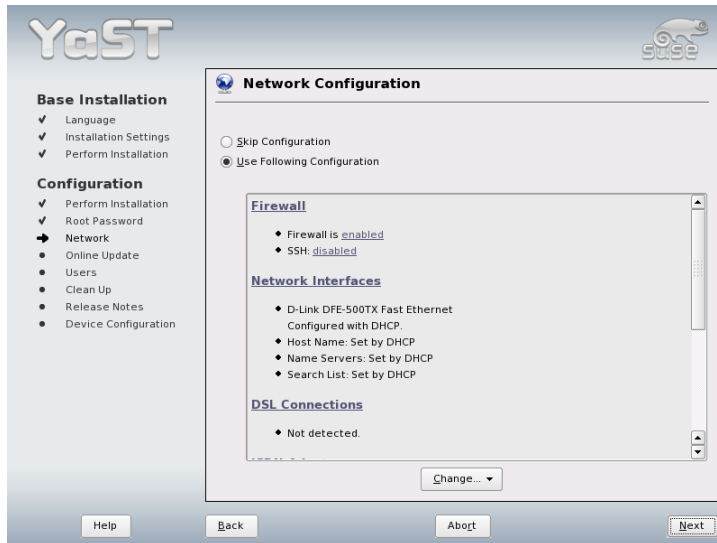 YaST
SUSE
Base Installation
✔ Language
✔ Installation Settings
✔ Perform Installation
Configuration
✔ Perform Installation
✔ Root Password
Network
Online Update
Users
Clean Up
Release Notes
Device Configuration
Network Configuration
Skip Configuration
Use Following Configuration
Firewall
Firewall is enabled
SSH: disabled
Network Interfaces
D-Link DFE-500TX Fast Ethernet
Configured with DHCP.
Host Name: Set by DHCP
Name Servers: Set by DHCP
Search List: Set by DHCP
DSL Connections
Not detected.
Change...
Help
Back
Abort
Next